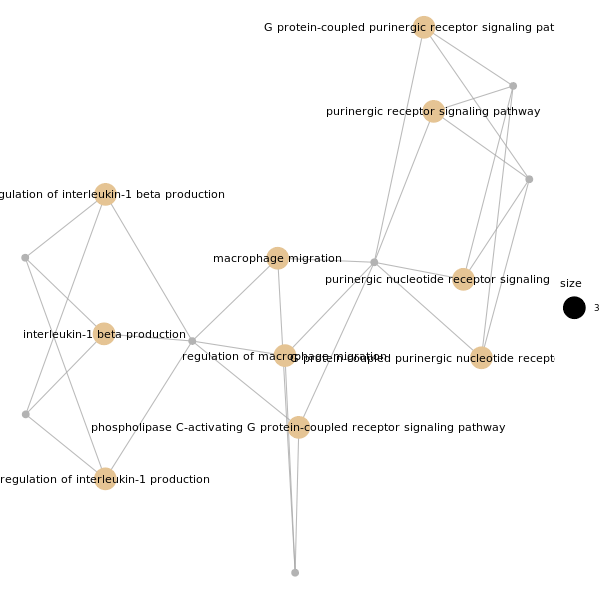 G protein-coupled purinergic receptor signaling pat
purinergic receptor signaling pathway
gulation of interleukin-1 beta production
macrophage migration
purinergic nucleotide receptor signaling
size
3
interleukin-1 beta production
regulation of macrophage migration
protein-coupled purinergic nucleotide recept
phospholipase C-activating G protein-coupled receptor signaling pathway
regulation of interleukin-1 production